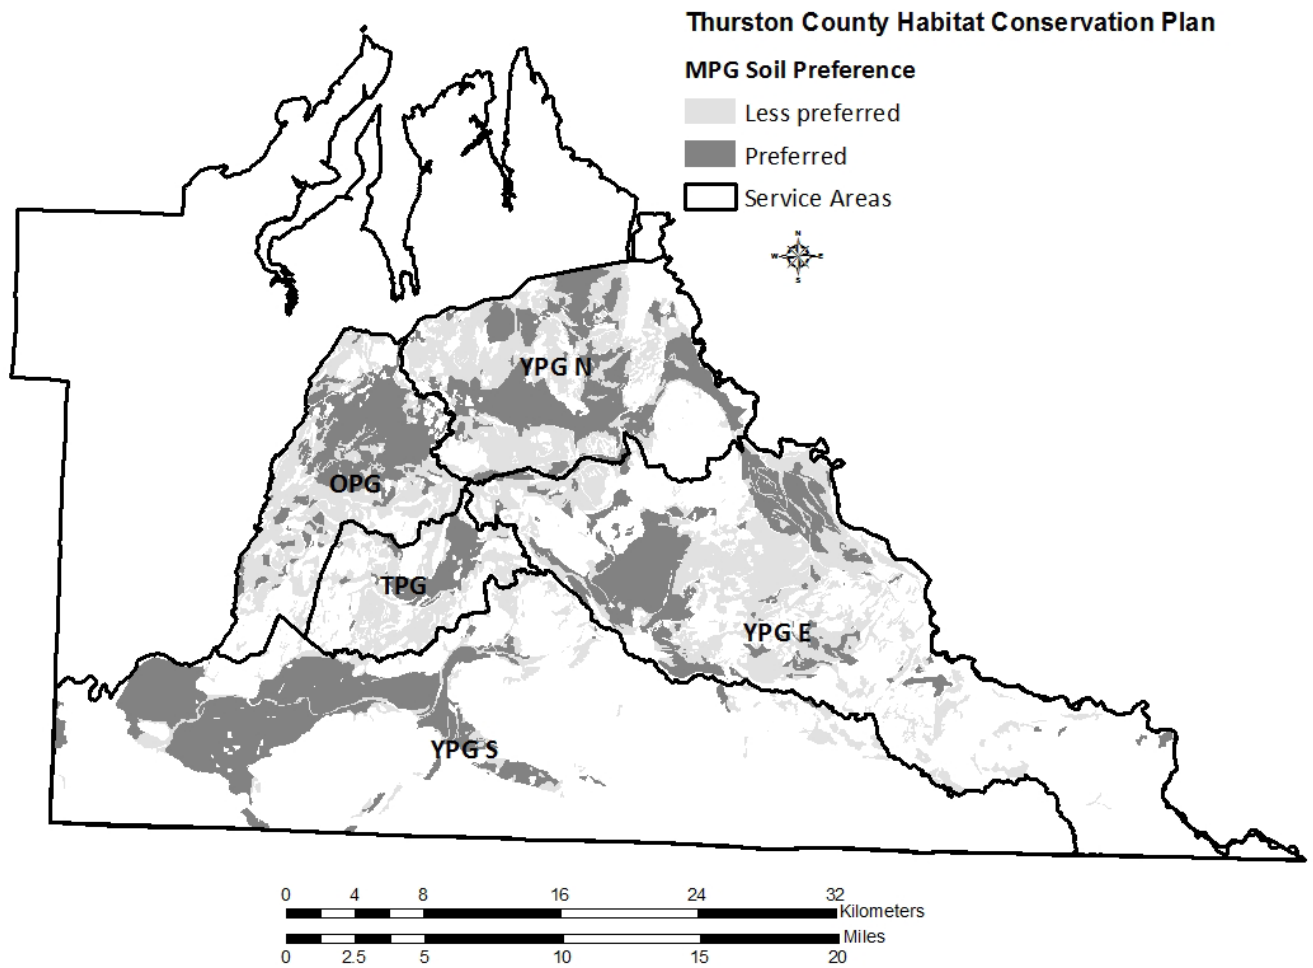 Thurston County Habitat Conservation Plan
MPG Soil Preference
Less preferred
Preferred
Service Areas
N
W E
S
YPG N
OPG
TPG
YPG E
YPG S
0 4 8 16 24 32
Kilometers
Miles
0 2.5 5 10 15 20